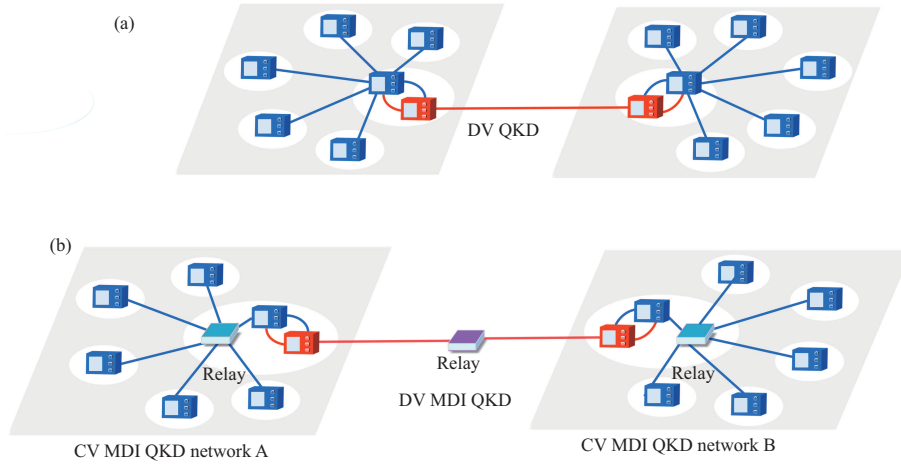 (a)
DV QKD
(b)
Relay
Relay
Relay
DV MDI QKD
CV MDI QKD network A
CV MDI QKD network B